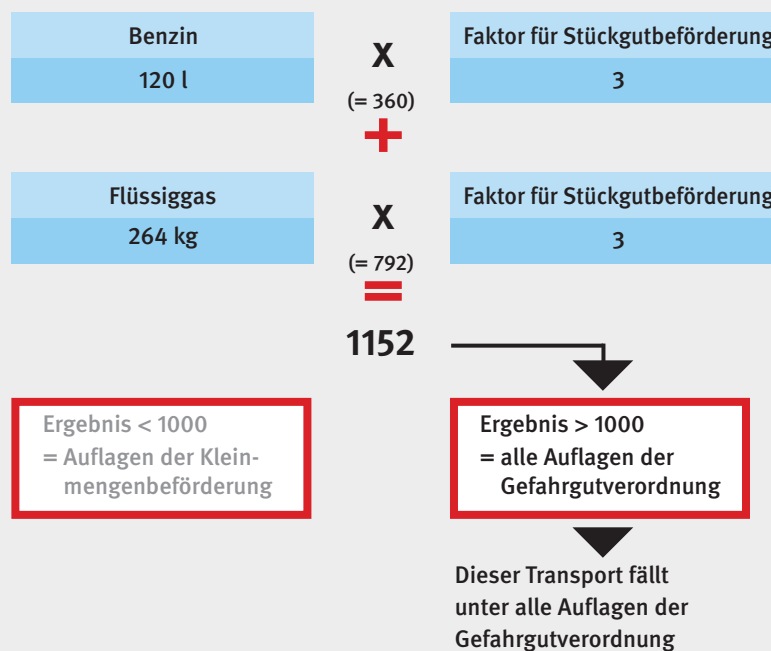 Benzin
X
Faktor für Stückgutbeförderung
120 l
3
(= 360)
+
Flüssiggas
X
Faktor für Stückgutbeförderung
264 kg
3
(= 792)
=
1152
Ergebnis < 1000
= Auflagen der Klein-
mengenbeförderung
Ergebnis > 1000
= alle Auflagen der
Gefahrgutverordnung
Dieser Transport fällt
unter alle Auflagen der
Gefahrgutverordnung